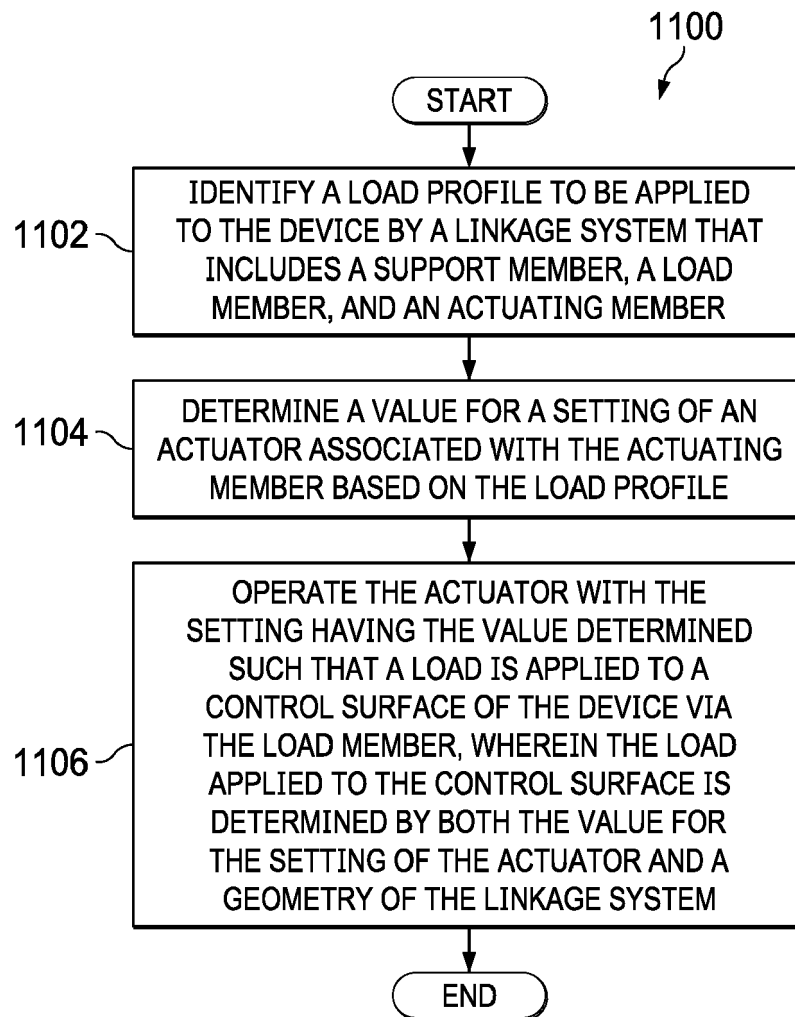 1100
START
1102
IDENTIFY A LOAD PROFILE TO BE APPLIED
TO THE DEVICE BY A LINKAGE SYSTEM THAT
INCLUDES A SUPPORT MEMBER, A LOAD
MEMBER, AND AN ACTUATING MEMBER
1104
DETERMINE A VALUE FOR A SETTING OF AN
ACTUATOR ASSOCIATED WITH THE ACTUATING
MEMBER BASED ON THE LOAD PROFILE
1106
OPERATE THE ACTUATOR WITH THE
SETTING HAVING THE VALUE DETERMINED
SUCH THAT A LOAD IS APPLIED TO A
CONTROL SURFACE OF THE DEVICE VIA
THE LOAD MEMBER, WHEREIN THE LOAD
APPLIED TO THE CONTROL SURFACE IS
DETERMINED BY BOTH THE VALUE FOR
THE SETTING OF THE ACTUATOR AND A
GEOMETRY OF THE LINKAGE SYSTEM
END